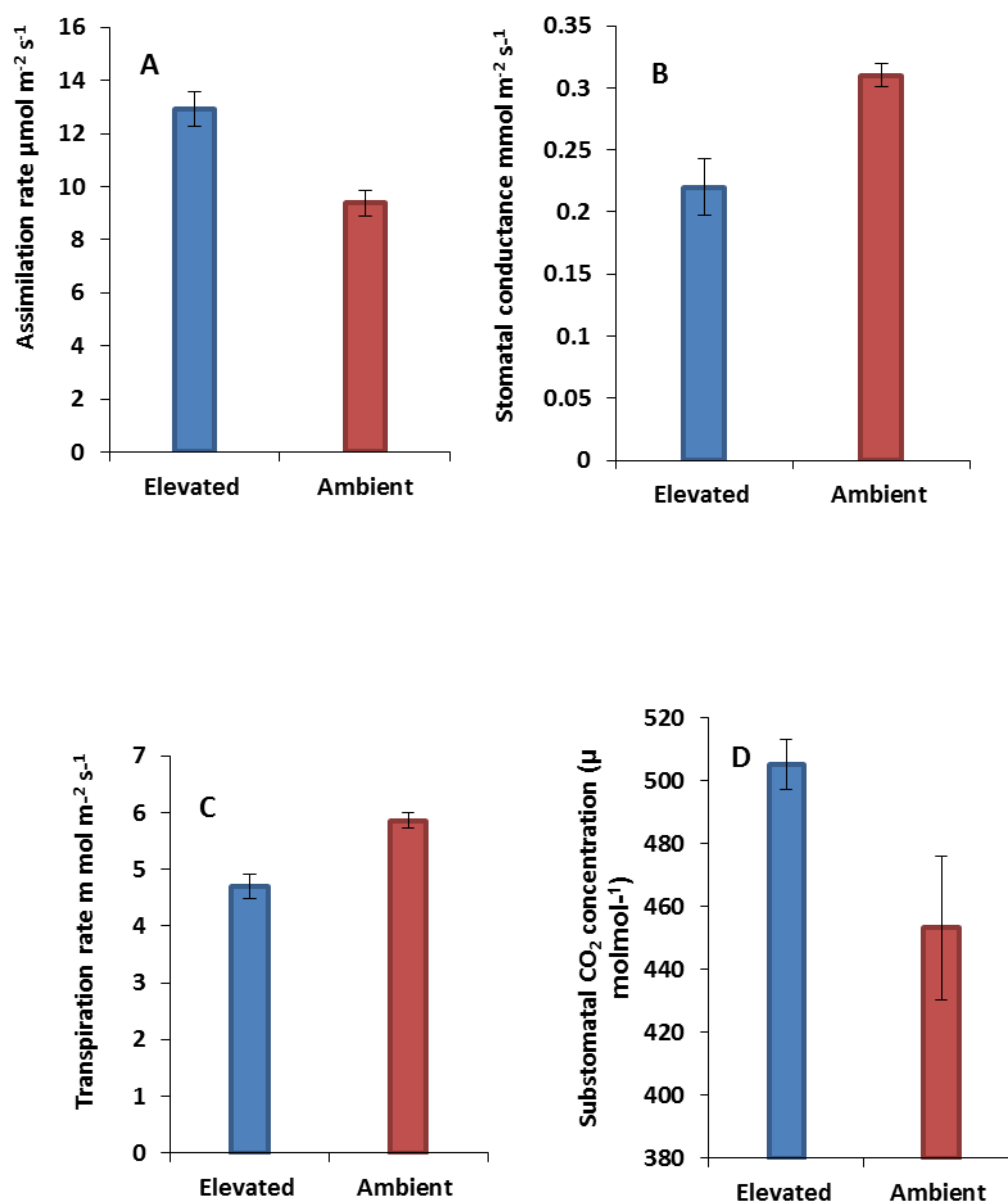 Assimilation rate µmol m⁻² s⁻¹
16
14
12
10
8
6
4
2
0
A
Elevated Ambient
Stomatal conductance mmol m⁻² s-¹
0.35
0.3
0.25
0.2
0.15
0.1
0.05
0
B
Elevated Ambient
Transpiration rate m mol m-² s-¹
7
6
5
4
3
2
1
0
C
Elevated Ambient
Substomatal CO₂ concentration (µ
molmol-¹)
520
500
480
460
440
420
400
380
D
Elevated Ambient